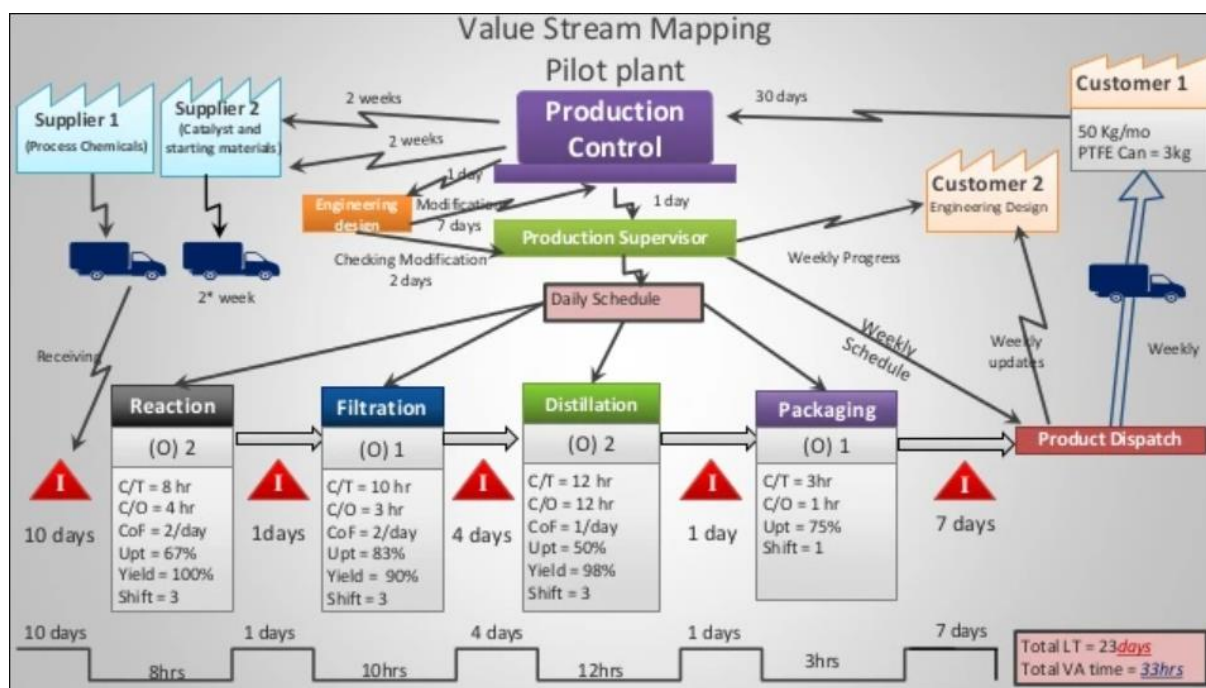 Value Stream Mapping
Pilot plant
Supplier 1
(Process Chemicals)
Supplier 2
(Catalyst and
starting materials)
2 weeks
2 weeks
Production
Control
30 days
Customer 1
50 Kg/mo
PTFE Can = 3kg
1 day
Engineering
design
Modification
7 days
1 day
Customer 2
Engineering Design
Production Supervisor
Checking Modification
2 days
Weekly Progress
2* week
Daily Schedule
Receiving
Weekly
Schedule
Weekly
updates
Weekly
Reaction
(O) 2
C/T = 8 hr
C/O = 4 hr
CoF = 2/day
Upt = 67%
Yield = 100%
Shift = 3
Filtration
(O) 1
C/T = 10 hr
C/O = 3 hr
CoF = 2/day
Upt = 83%
Yield = 90%
Shift = 3
Distillation
(O) 2
C/T = 12 hr
C/O = 12 hr
CoF = 1/day
Upt = 50%
Yield = 98%
Shift = 3
Packaging
(O) 1
C/T = 3hr
C/O = 1 hr
Upt = 75%
Shift = 1
Product Dispatch
I
10 days
I
1days
I
4 days
I
1 day
I
7 days
10 days
8hrs
1 days
10hrs
4 days
12hrs
1 days
3hrs
7 days
Total LT = 23days
Total VA time = 33hrs